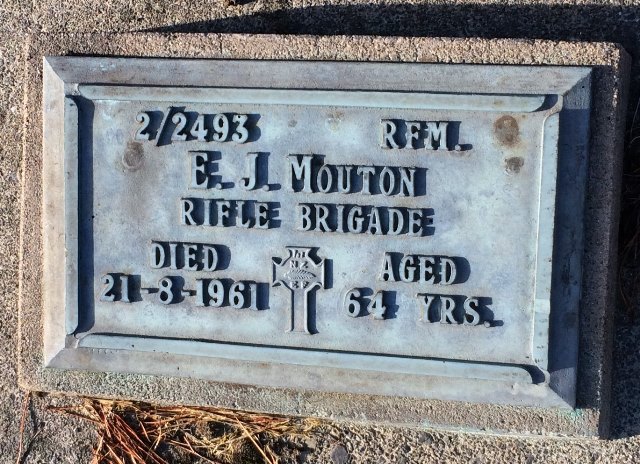 2/2493 RFM.
E. J. MOUTON
RIFLE BRIGADE
DIED AGED
21-8-1961 64 YRS.
N.Z.
E F